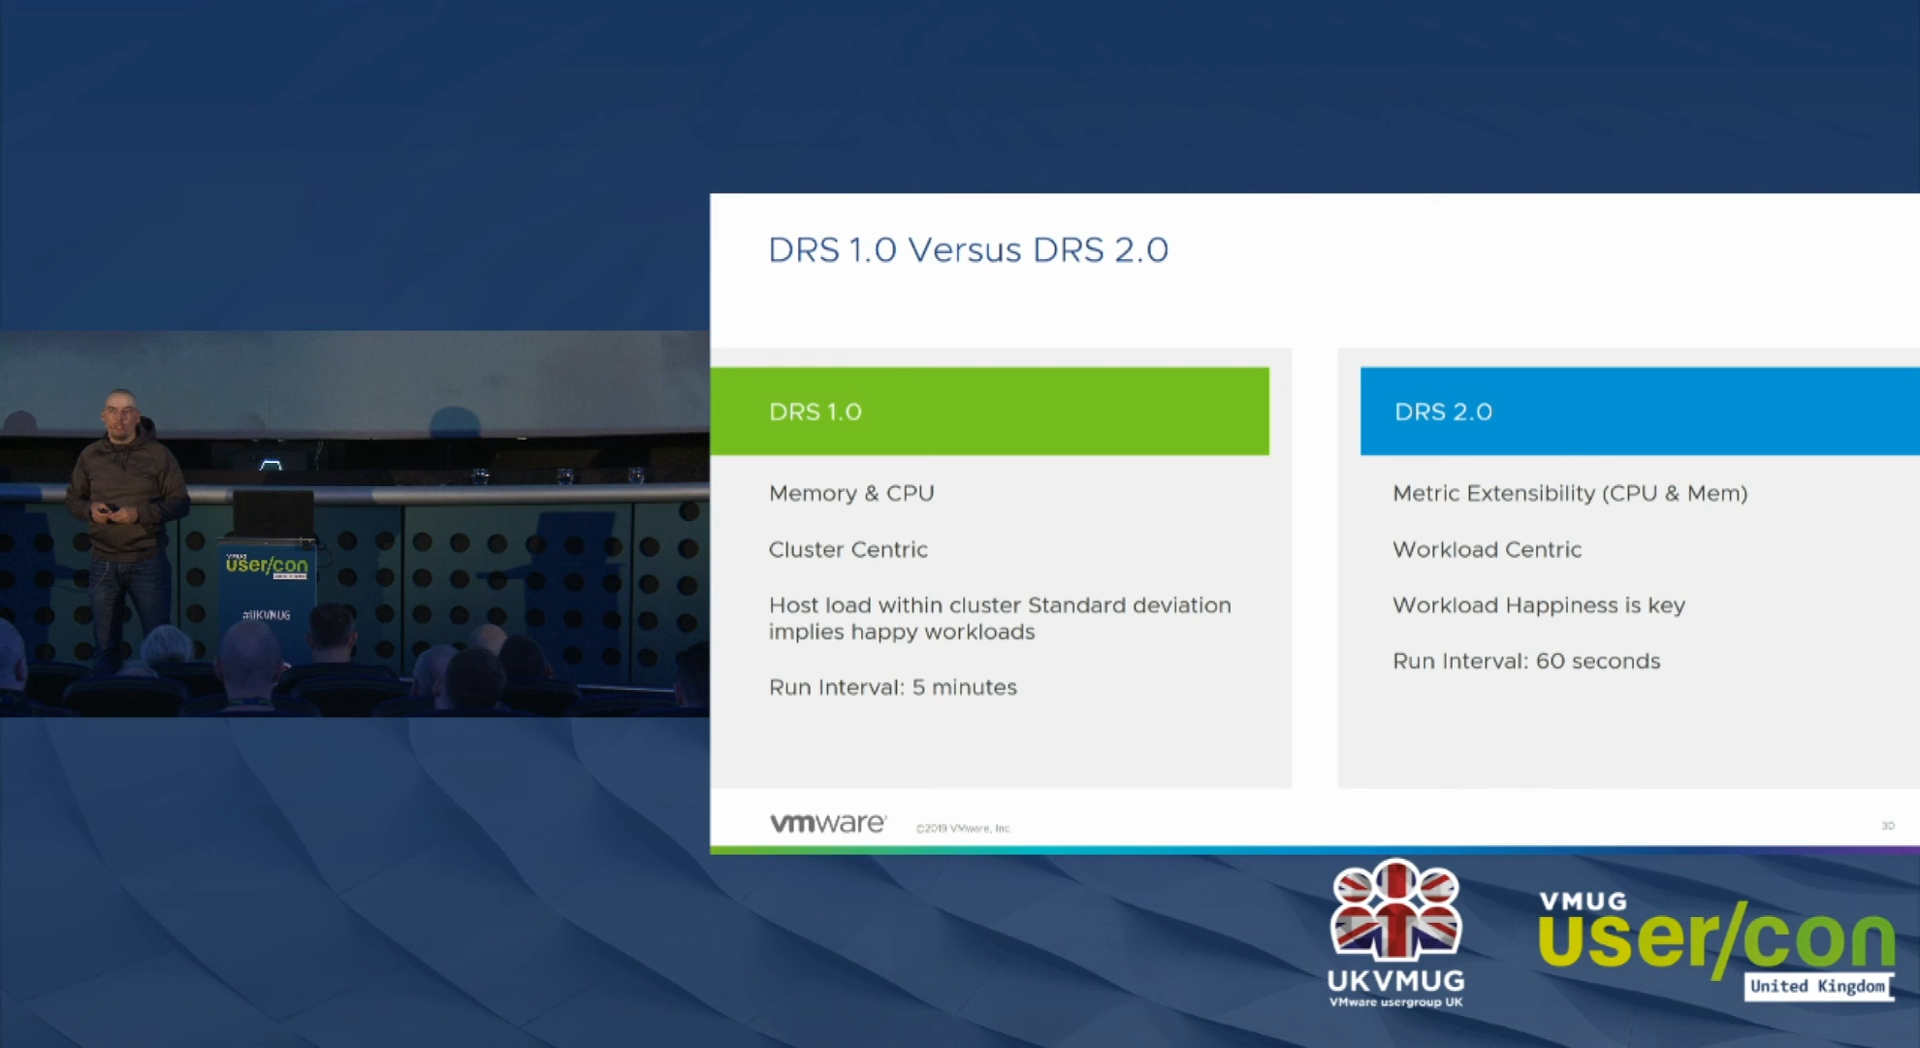 DRS 1.0 Versus DRS 2.0
DRS 1.0
Memory & CPU
Cluster Centric
Host load within cluster Standard deviation
implies happy workloads
Run Interval: 5 minutes
DRS 2.0
Metric Extensibility (CPU & Mem)
Workload Centric
Workload Happiness is key
Run Interval: 60 seconds
vmware
©2019 VMware, Inc
30
VMUG
user/con
#UKVMUG
UKVMUG
VMware usergroup UK
VMUG
user/con
United Kingdom